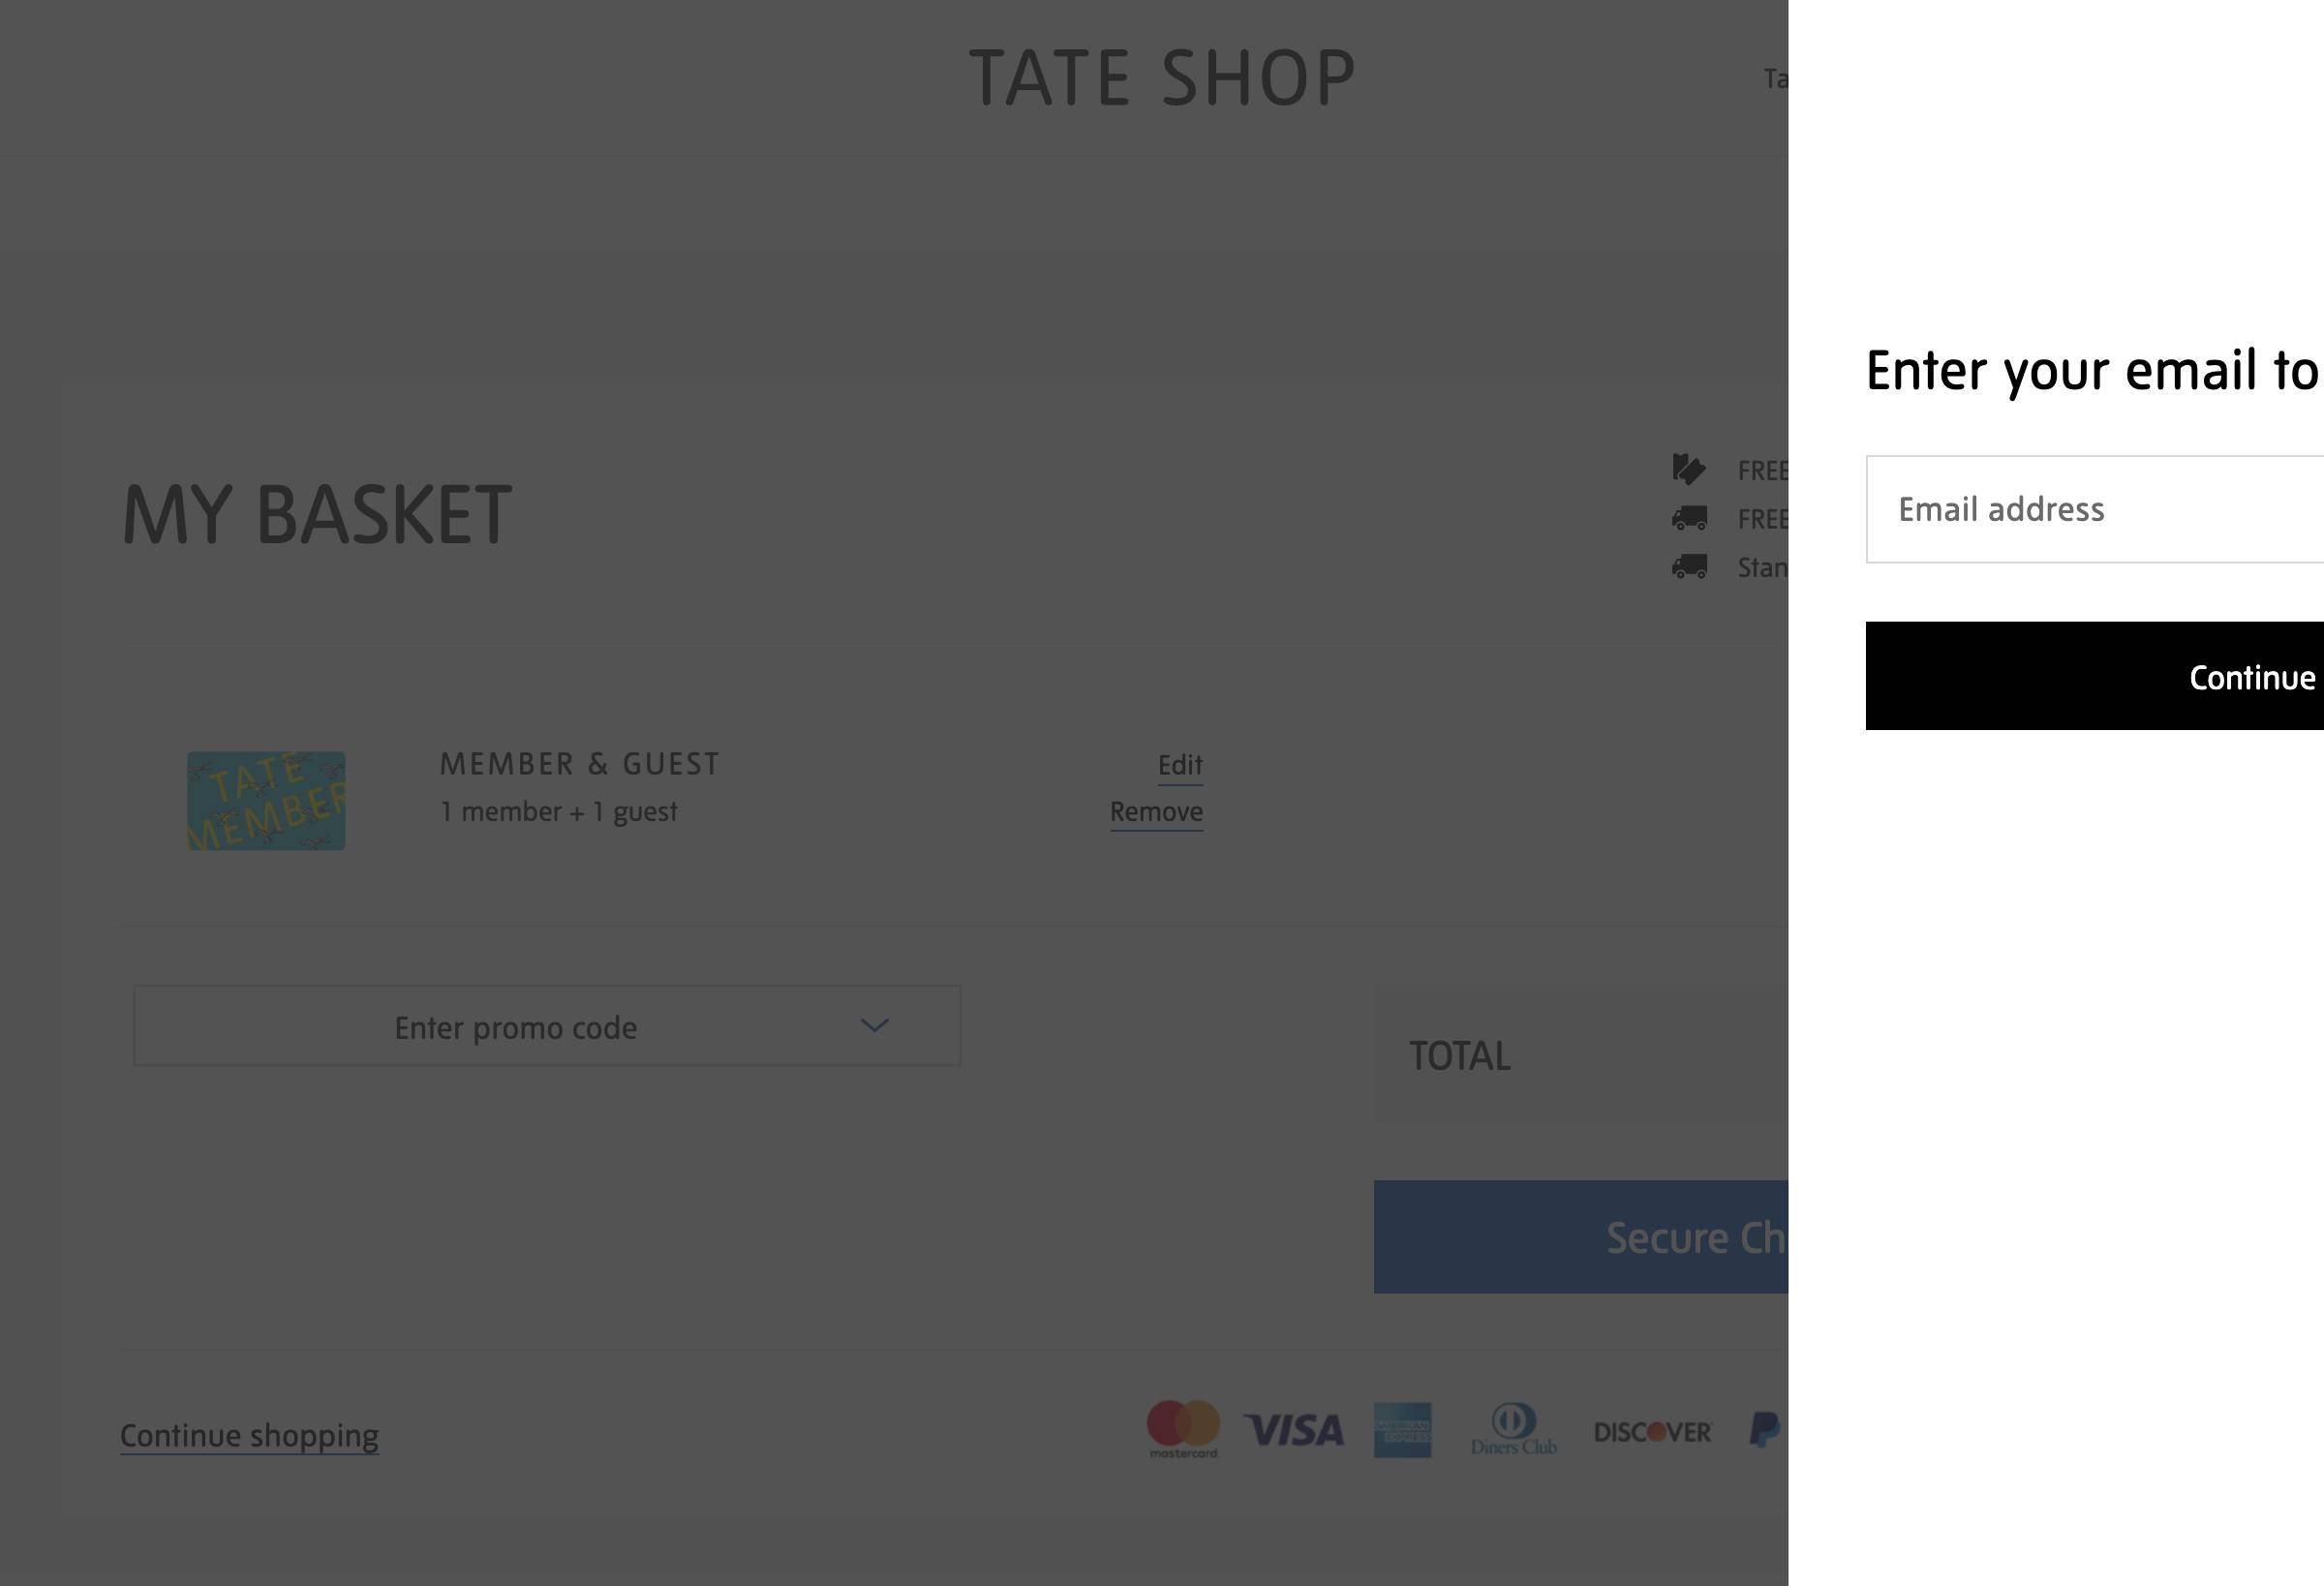 TATE SHOP
Ta
Enter your email to
MY BASKET
FREE
FREE
Stan
Email address
Continue
TATE
MEMBER
MEMBER & GUEST
1 member + 1 guest
Edit
Remove
Enter promo code
TOTAL
Secure Ch
Continue shopping
mastercard.
VISA
AMERICAN
EXPRESS
Diners Club
DISCOVER
P